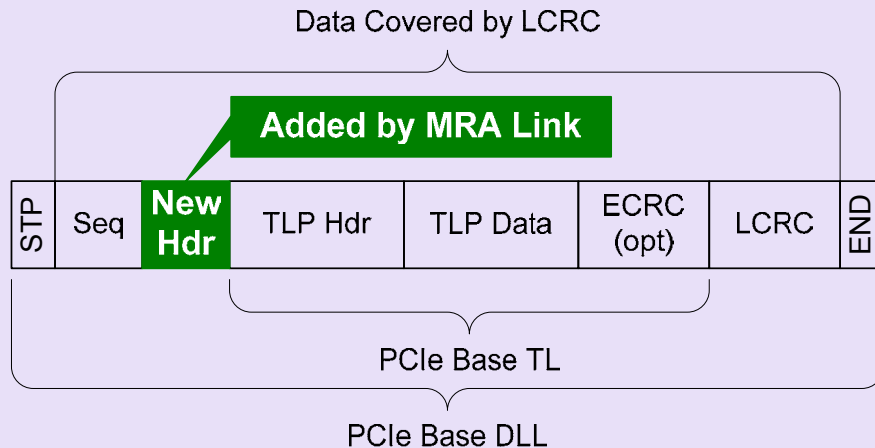 Data Covered by LCRC
Added by MRA Link
STP
Seq
New
Hdr
TLP Hdr
TLP Data
ECRC
(opt)
LCRC
END
PCIe Base TL
PCIe Base DLL